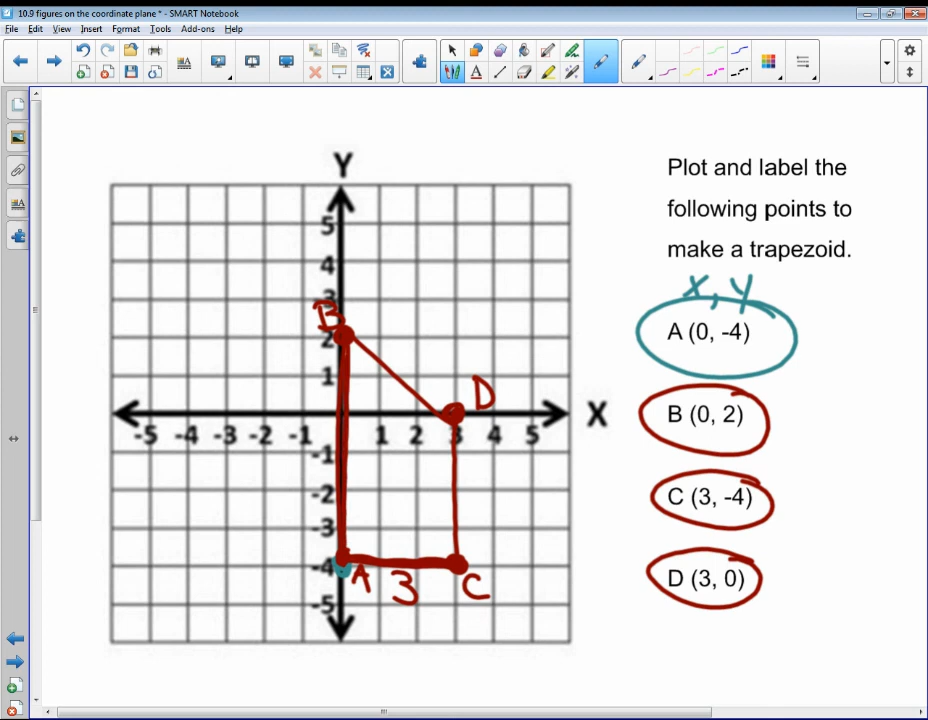 10.9 figures on the coordinate plane * - SMART Notebook
File Edit View Insert Format Tools Add-ons Help
Y
Plot and label the
following points to
make a trapezoid.
X, Y
A (0, -4)
B (0, 2)
C (3, -4)
D (3, 0)
5
4
3
B
2
D
1
X
-5 -4 -3 -2 -1 1 2 3 4 5
-1
-2
-3
-4
A 3 C
-5